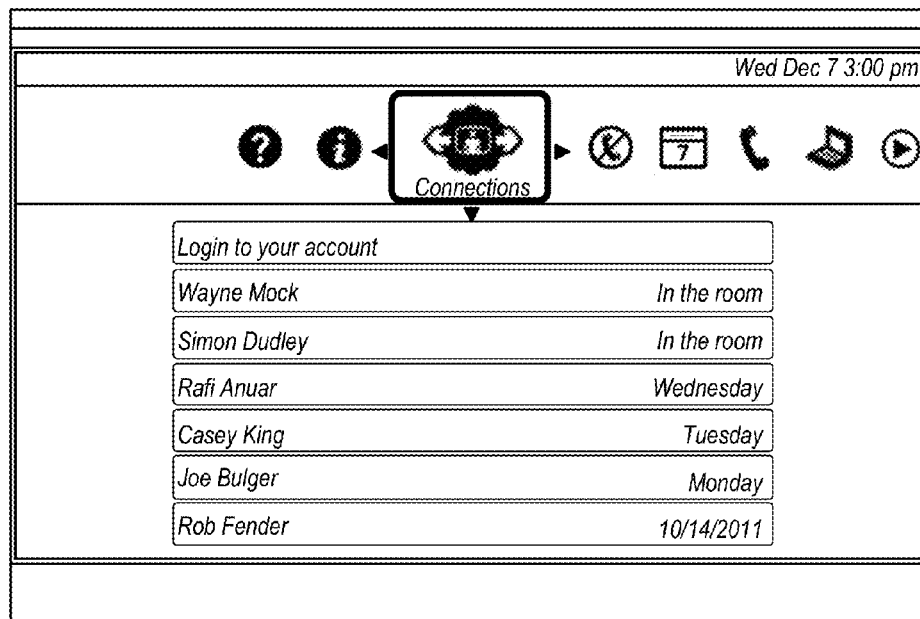 Wed Dec 7 3:00 pm
? i 7
Connections
Login to your account
Wayne Mock In the room
Simon Dudley In the room
Rafi Anuar Wednesday
Casey King Tuesday
Joe Bulger Monday
Rob Fender 10/14/2011